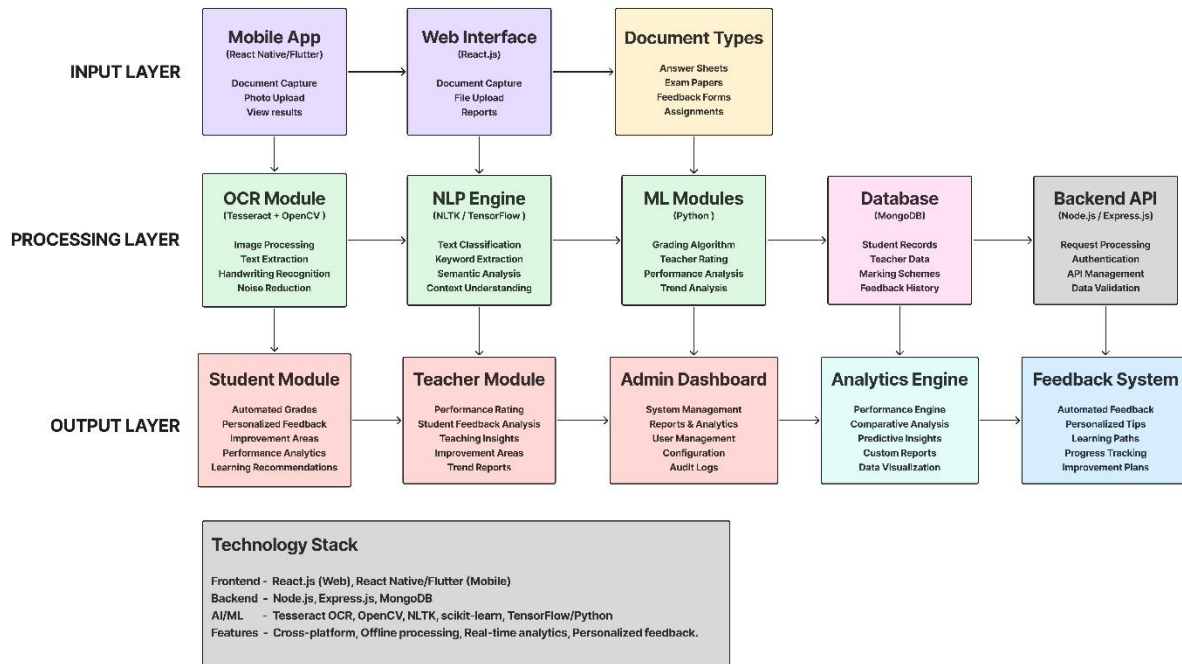 INPUT LAYER
Mobile App
(React Native/Flutter)
Document Capture
Photo Upload
View results
Web Interface
(React.js)
Document Capture
File Upload
Reports
Document Types
Answer Sheets
Exam Papers
Feedback Forms
Assignments
PROCESSING LAYER
OCR Module
(Tesseract + OpenCV )
Image Processing
Text Extraction
Handwriting Recognition
Noise Reduction
NLP Engine
(NLTK / TensorFlow )
Text Classification
Keyword Extraction
Semantic Analysis
Context Understanding
ML Modules
(Python )
Grading Algorithm
Teacher Rating
Performance Analysis
Trend Analysis
Database
(MongoDB)
Student Records
Teacher Data
Marking Schemes
Feedback History
Backend API
(Node.js / Express.js)
Request Processing
Authentication
API Management
Data Validation
OUTPUT LAYER
Student Module
Automated Grades
Personalized Feedback
Improvement Areas
Performance Analytics
Learning Recommendations
Teacher Module
Performance Rating
Student Feedback Analysis
Teaching Insights
Improvement Areas
Trend Reports
Admin Dashboard
System Management
Reports & Analytics
User Management
Configuration
Audit Logs
Analytics Engine
Performance Engine
Comparative Analysis
Predictive Insights
Custom Reports
Data Visualization
Feedback System
Automated Feedback
Personalized Tips
Learning Paths
Progress Tracking
Improvement Plans
Technology Stack
Frontend - React.js (Web), React Native/Flutter (Mobile)
Backend - Node.js, Express.js, MongoDB
AI/ML - Tesseract OCR, OpenCV, NLTK, scikit-learn, TensorFlow/Python
Features - Cross-platform, Offline processing, Real-time analytics, Personalized feedback.